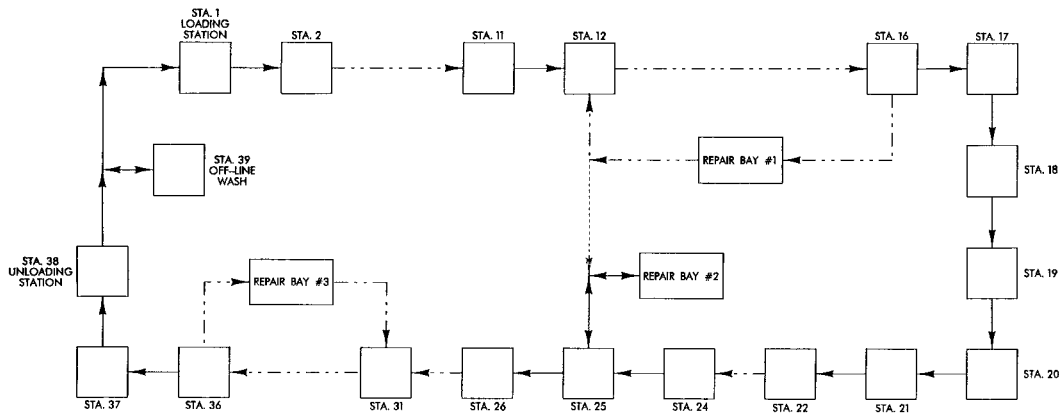 STA. 1
LOADING
STATION
STA. 2
STA. 11
STA. 12
STA. 16
STA. 17
STA. 39
OFF-LINE
WASH
REPAIR BAY #1
STA. 18
STA. 38
UNLOADING
STATION
REPAIR BAY #3
REPAIR BAY #2
STA. 19
STA. 37
STA. 36
STA. 31
STA. 26
STA. 25
STA. 24
STA. 22
STA. 21
STA. 20